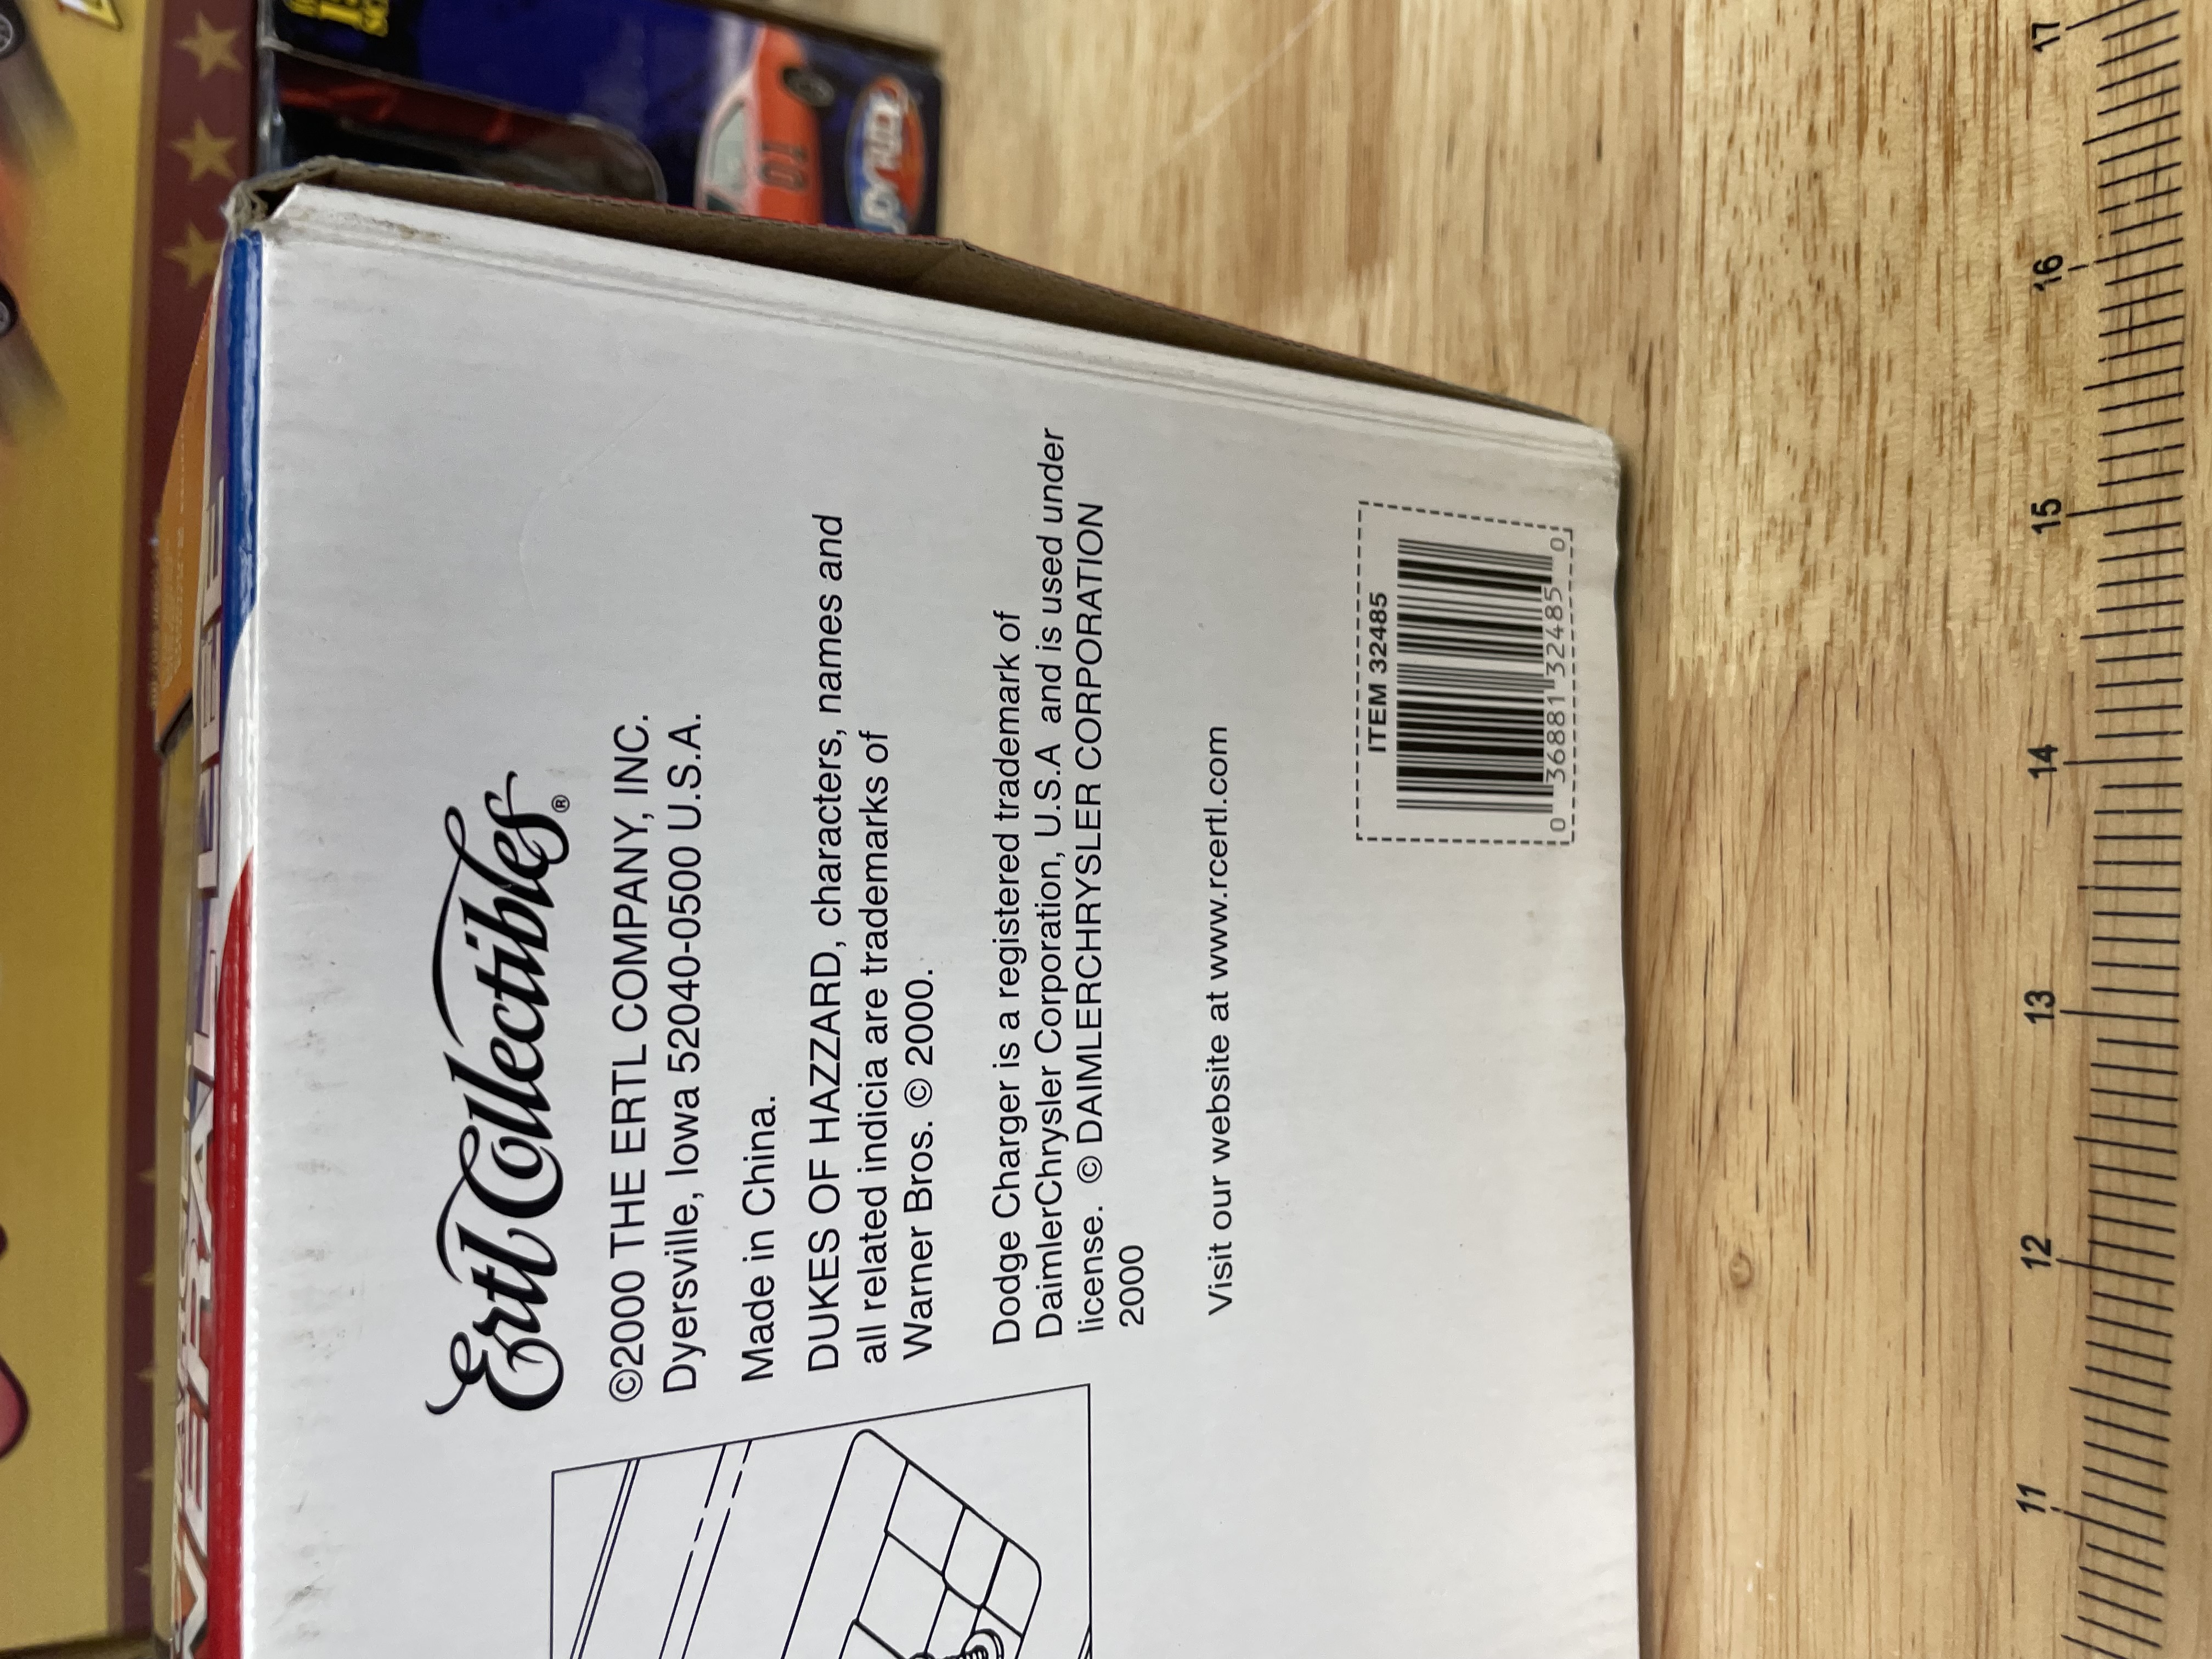 Ertl Collectibles®
©2000 THE ERTL COMPANY, INC.
Dyersville, Iowa 52040-0500 U.S.A.
Made in China.
DUKES OF HAZZARD, characters, names and
all related indicia are trademarks of
Warner Bros. © 2000.
Dodge Charger is a registered trademark of
DaimlerChrysler Corporation, U.S.A and is used under
license. © DAIMLERCHRYSLER CORPORATION
2000
Visit our website at www.rcertl.com
ITEM 32485
0 36881 32485 0
ERAL LEE
01
11 12 13 14 15 16 17